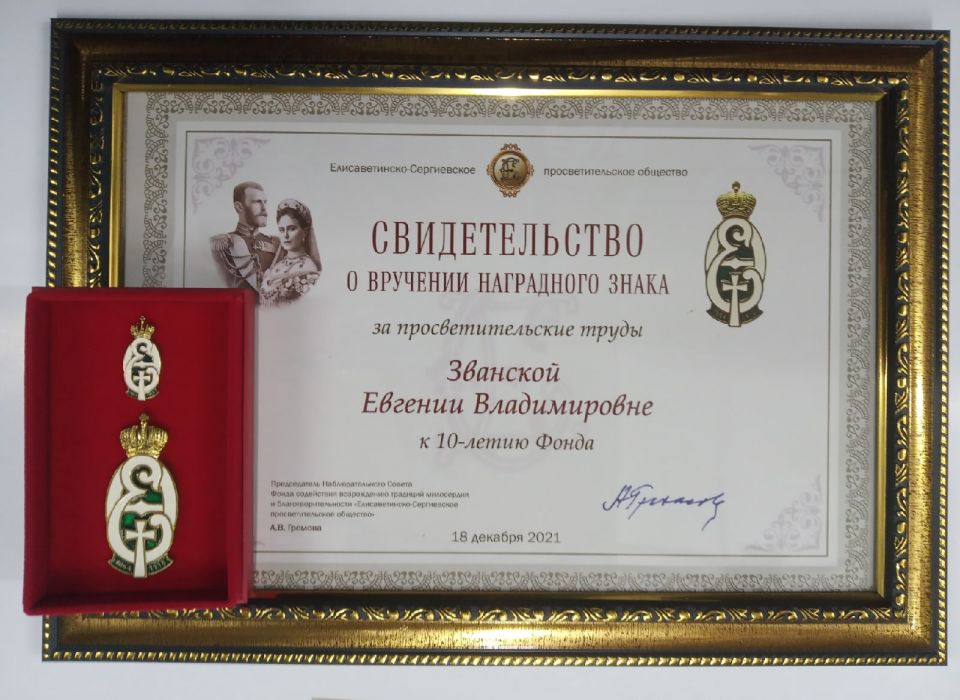 Елисаветинско-Сергиевское просветительское общество
СВИДЕТЕЛЬСТВО
О ВРУЧЕНИИ НАГРАДНОГО ЗНАКА
за просветительские труды
Званской
Евгении Владимировне
к 10-летию Фонда
Председатель Наблюдательного Совета
Фонда содействия возрождению традиций милосердия
и благотворительности «Елисаветинско-Сергиевское
просветительское общество»
А.В. Громова
18 декабря 2021